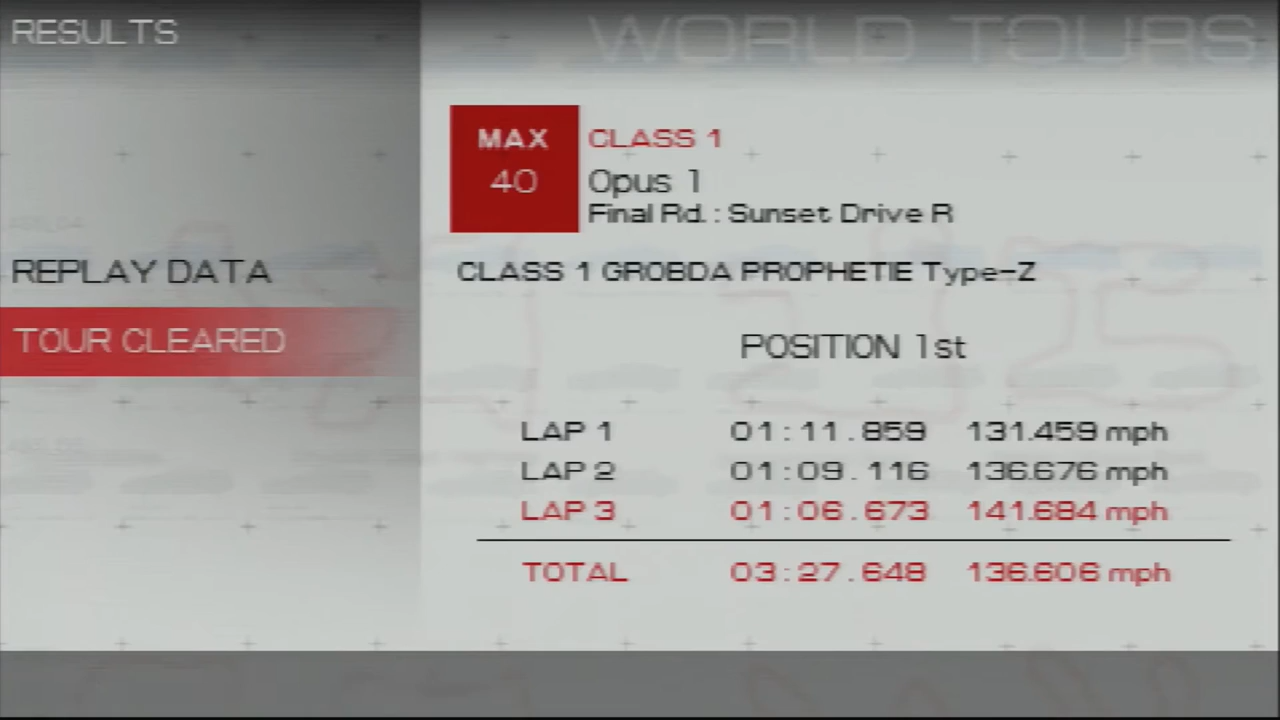 RESULTS
WORLD TOURS
MAX
40
CLASS 1
Opus 1
Final Rd. : Sunset Drive R
REPLAY DATA
CLASS 1 GROBDA PROPHETIE Type-Z
TOUR CLEARED
POSITION 1st
LAP 1 01:11.859 131.459 mph
LAP 2 01:09.116 136.676 mph
LAP 3 01:06.673 141.684 mph
TOTAL 03:27.648 136.606 mph